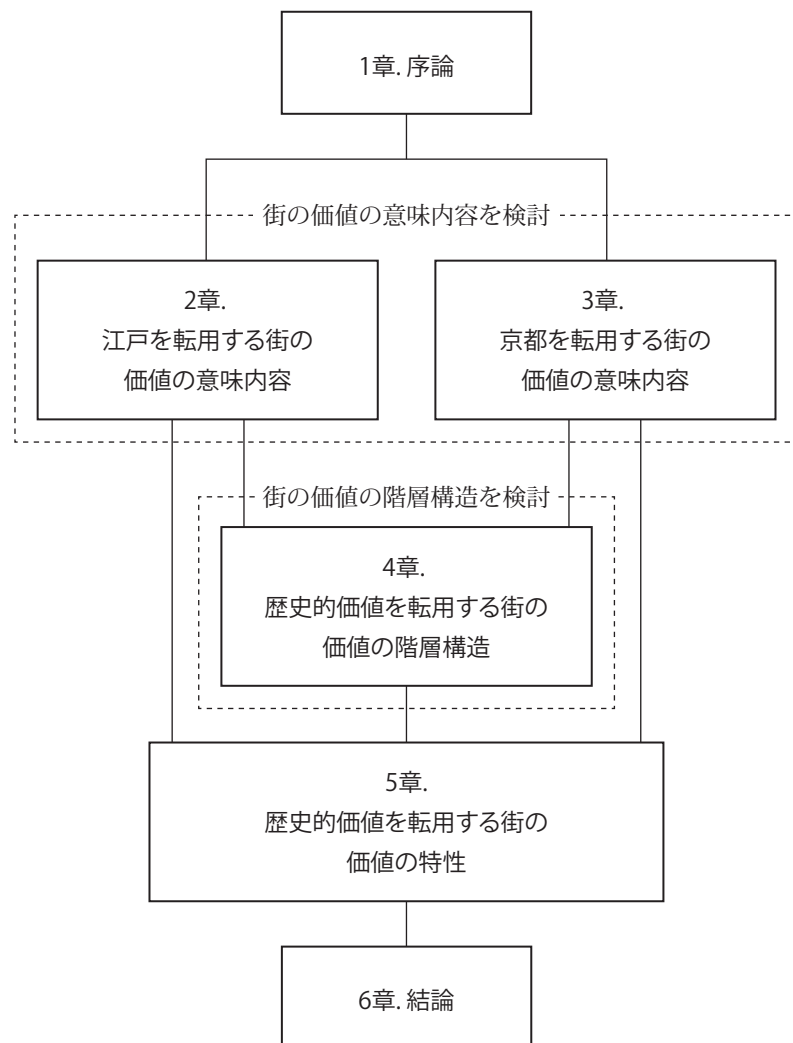 1章. 序論
街の価値の意味内容を検討
2章.
江戸を転用する街の
価値の意味内容
3章.
京都を転用する街の
価値の意味内容
街の価値の階層構造を検討
4章.
歴史的価値を転用する街の
価値の階層構造
5章.
歴史的価値を転用する街の
価値の特性
6章. 結論